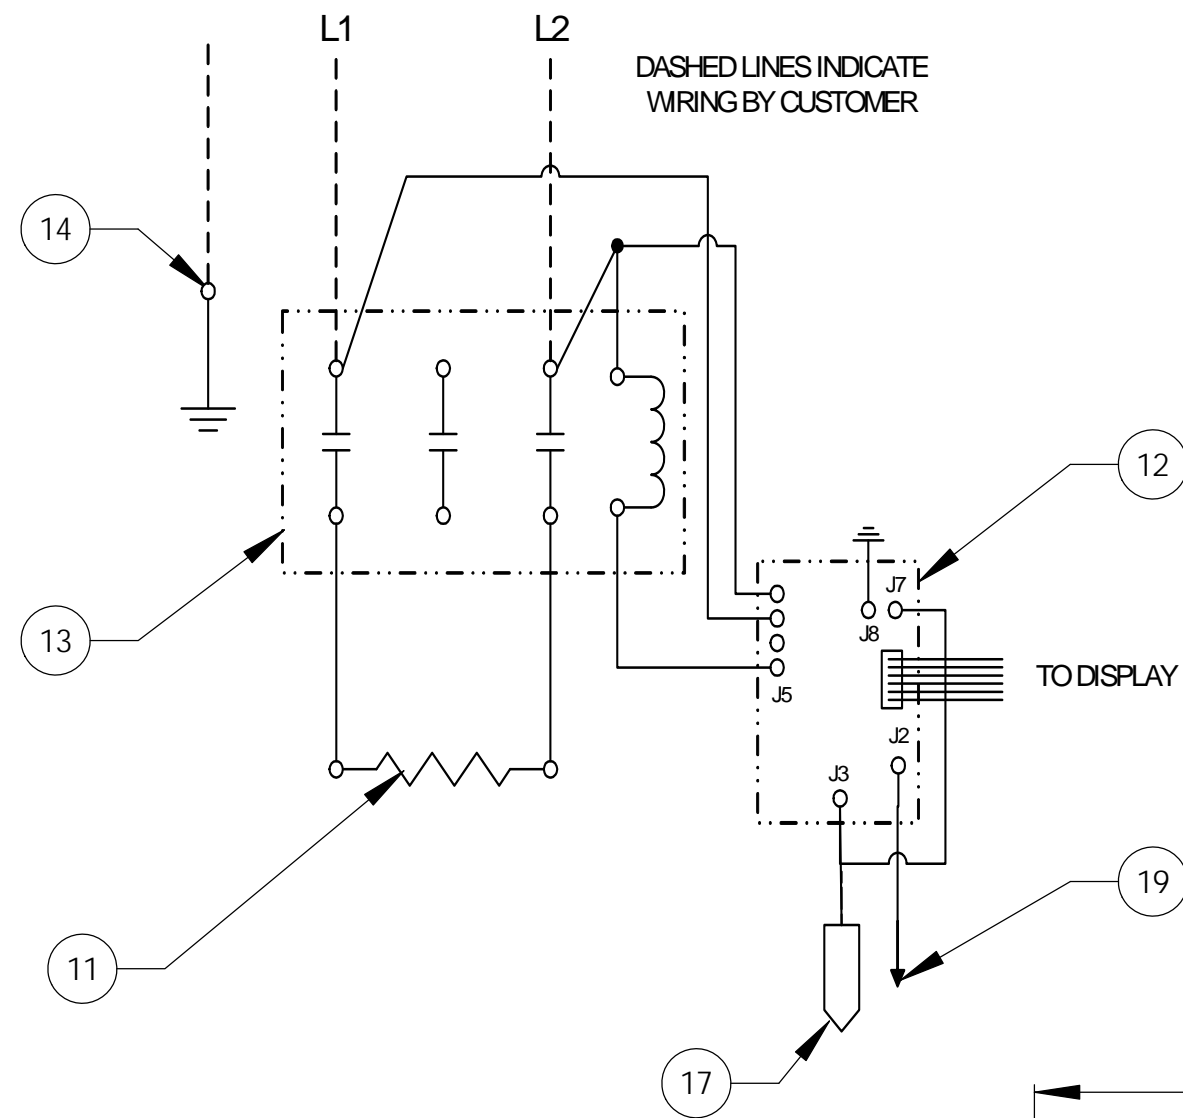 L1
L2
DASHED LINES INDICATE
WIRING BY CUSTOMER
14
12
13
J7
J8
TO DISPLAY
J5
J2
J3
19
11
17